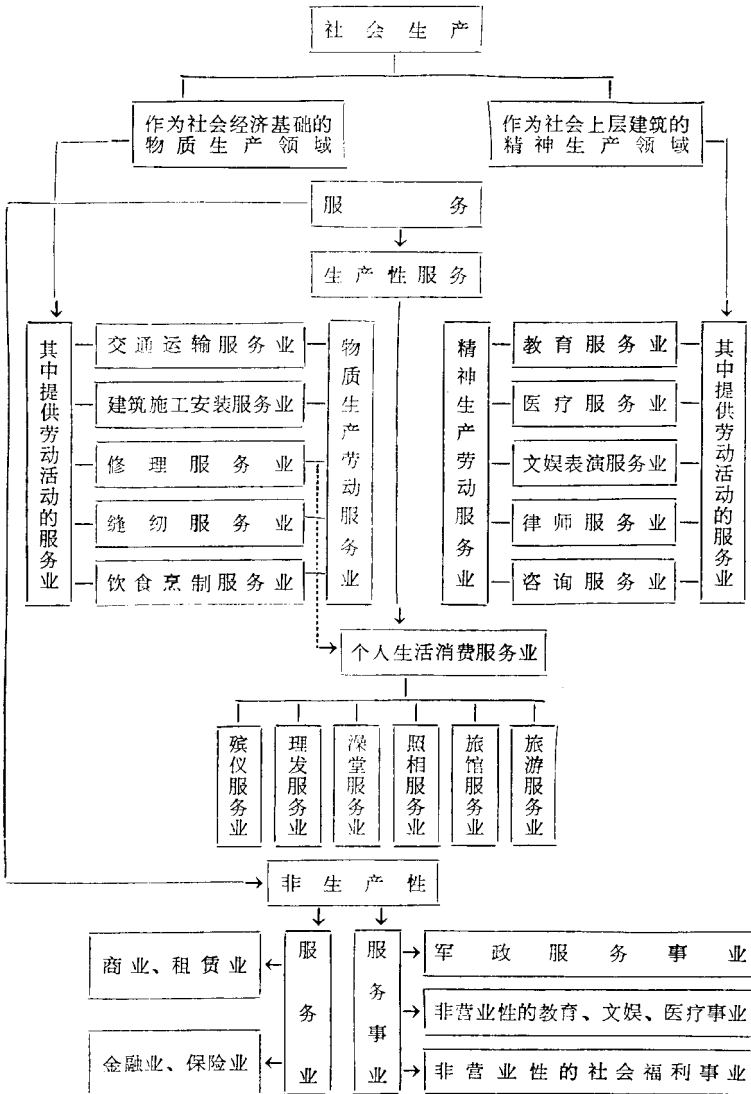 社会生产
作为社会经济基础的
物质生产领域
作为社会上层建筑的
精神生产领域
服务
生产性服务
其中提供劳动活动的服务业
交通运输服务业
建筑施工安装服务业
修理服务业
缝纫服务业
饮食烹制服务业
物质生产劳动服务业
精神生产劳动服务业
教育服务业
医疗服务业
文娱表演服务业
律师服务业
咨询服务业
其中提供劳动活动的服务业
个人生活消费服务业
殡仪服务业
理发服务业
澡堂服务业
照相服务业
旅馆服务业
旅游服务业
非生产性
商业、租赁业
金融业、保险业
服务业
服务事业
军政服务事业
非营业性的教育、文娱、医疗事业
非营业性的社会福利事业